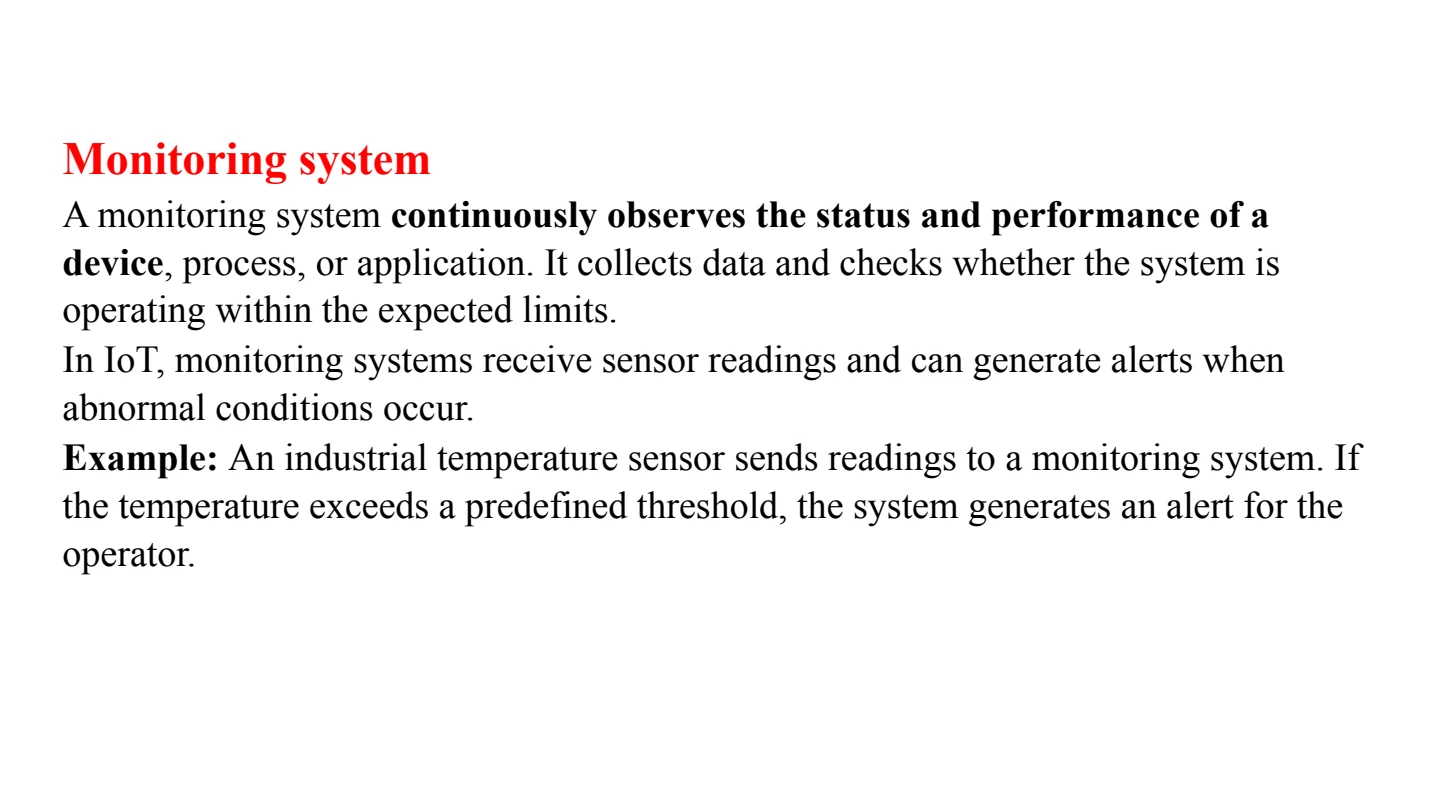 Monitoring system
A monitoring system continuously observes the status and performance of a
device, process, or application. It collects data and checks whether the system is
operating within the expected limits.
In IoT, monitoring systems receive sensor readings and can generate alerts when
abnormal conditions occur.
Example: An industrial temperature sensor sends readings to a monitoring system. If
the temperature exceeds a predefined threshold, the system generates an alert for the
operator.